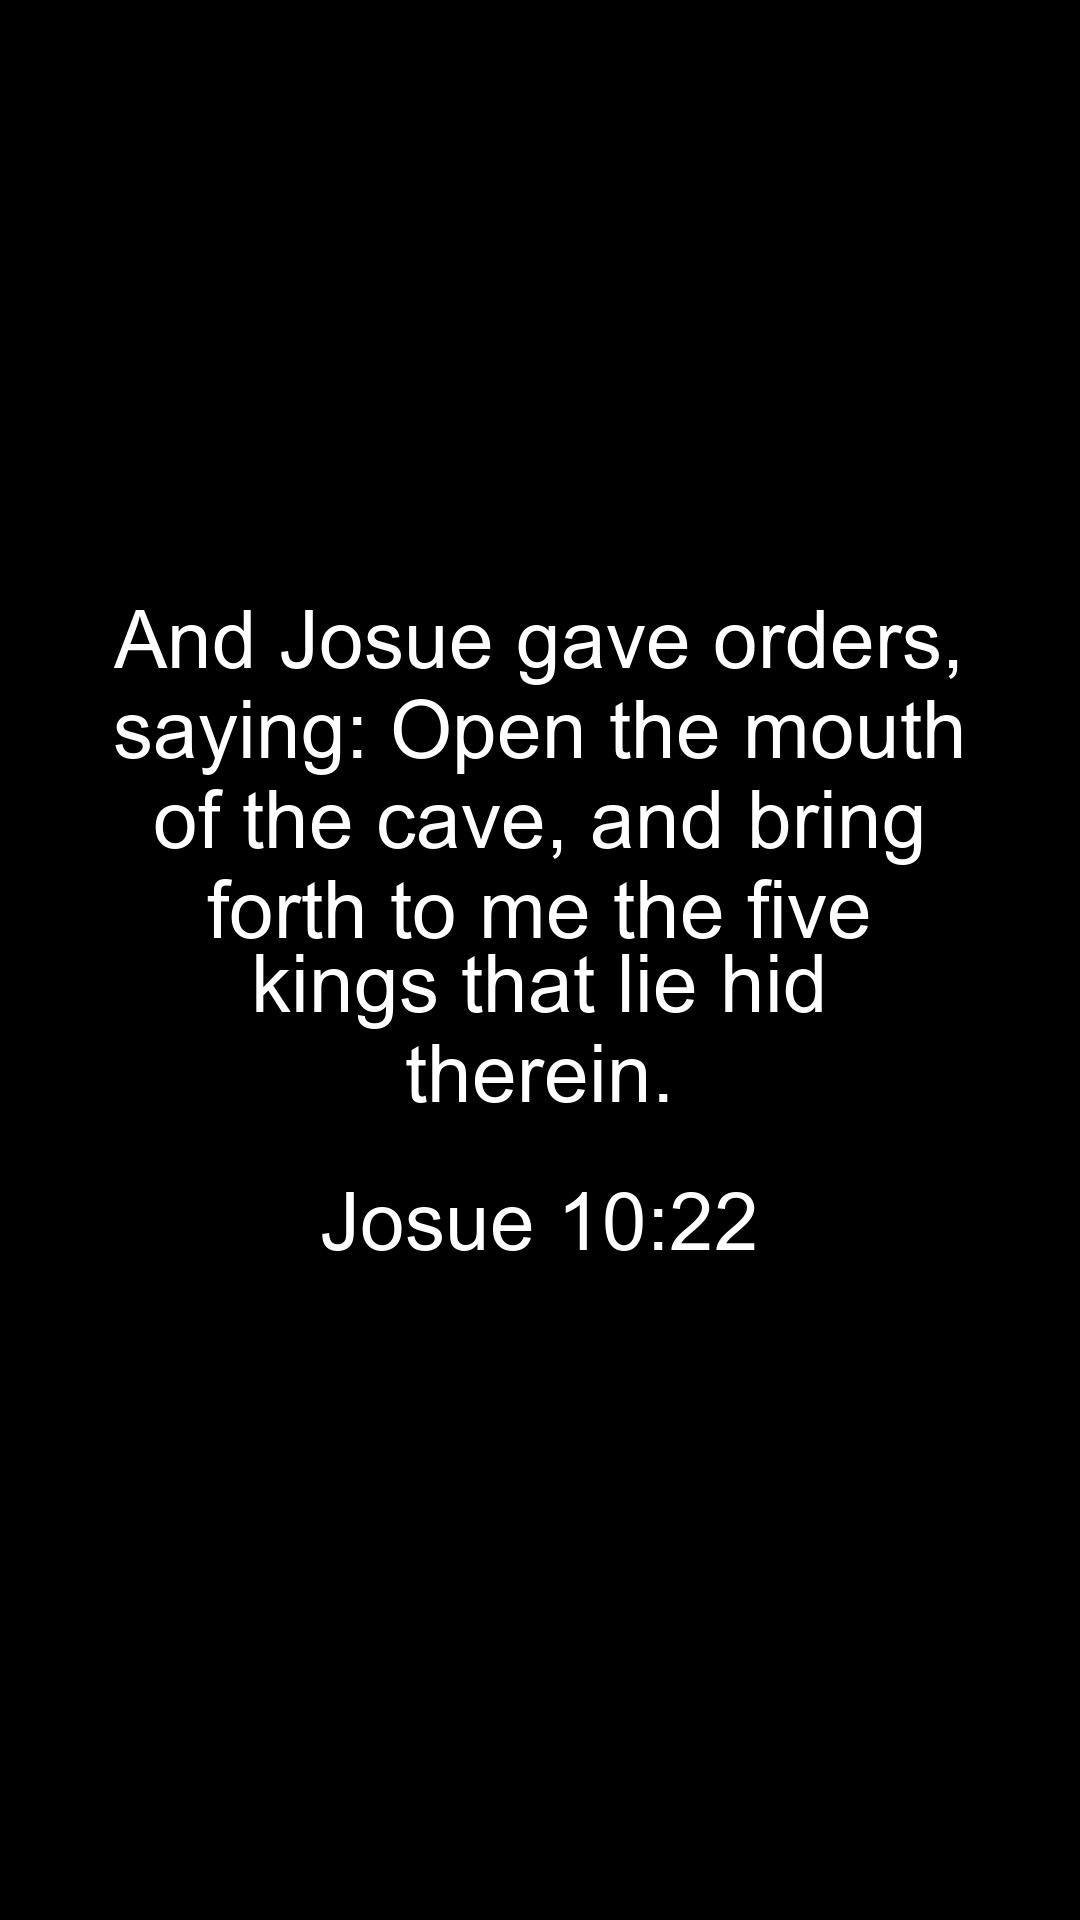 And Josue gave orders,
saying: Open the mouth
of the cave, and bring
forth to me the five
kings that lie hid
therein.
Josue 10:22